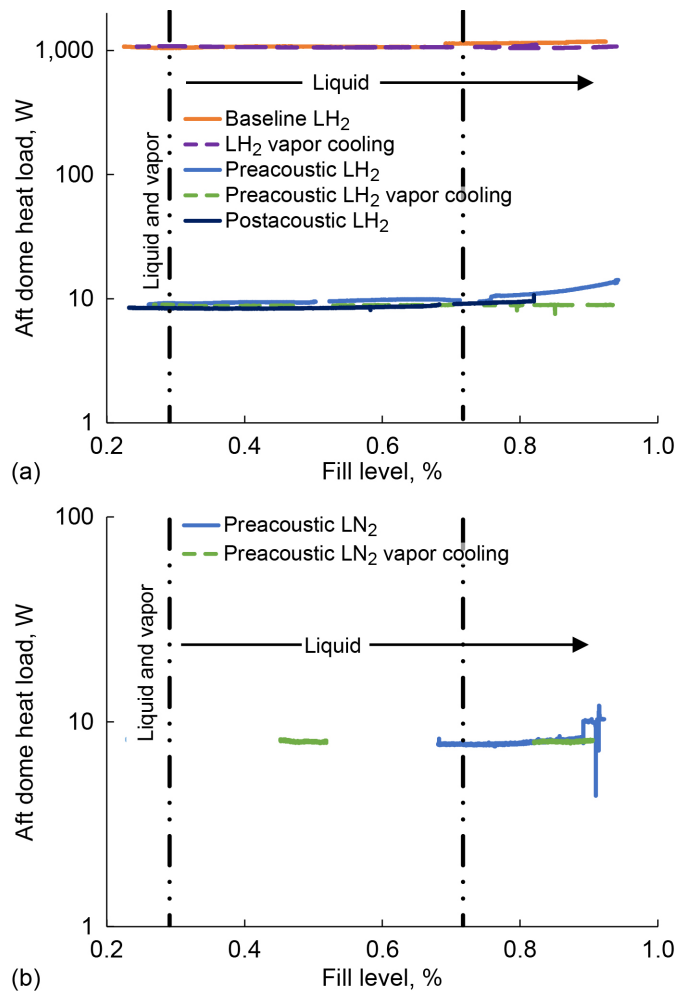 1,000
100
10
1
Aft dome heat load, W
Liquid and vapor
Liquid
Baseline LH₂
LH₂ vapor cooling
Preacoustic LH₂
Preacoustic LH₂ vapor cooling
Postacoustic LH₂
0.2 0.4 0.6 0.8 1.0
(a) Fill level, %
100
10
1
Aft dome heat load, W
Liquid and vapor
Preacoustic LN₂
Preacoustic LN₂ vapor cooling
Liquid
0.2 0.4 0.6 0.8 1.0
(b) Fill level, %